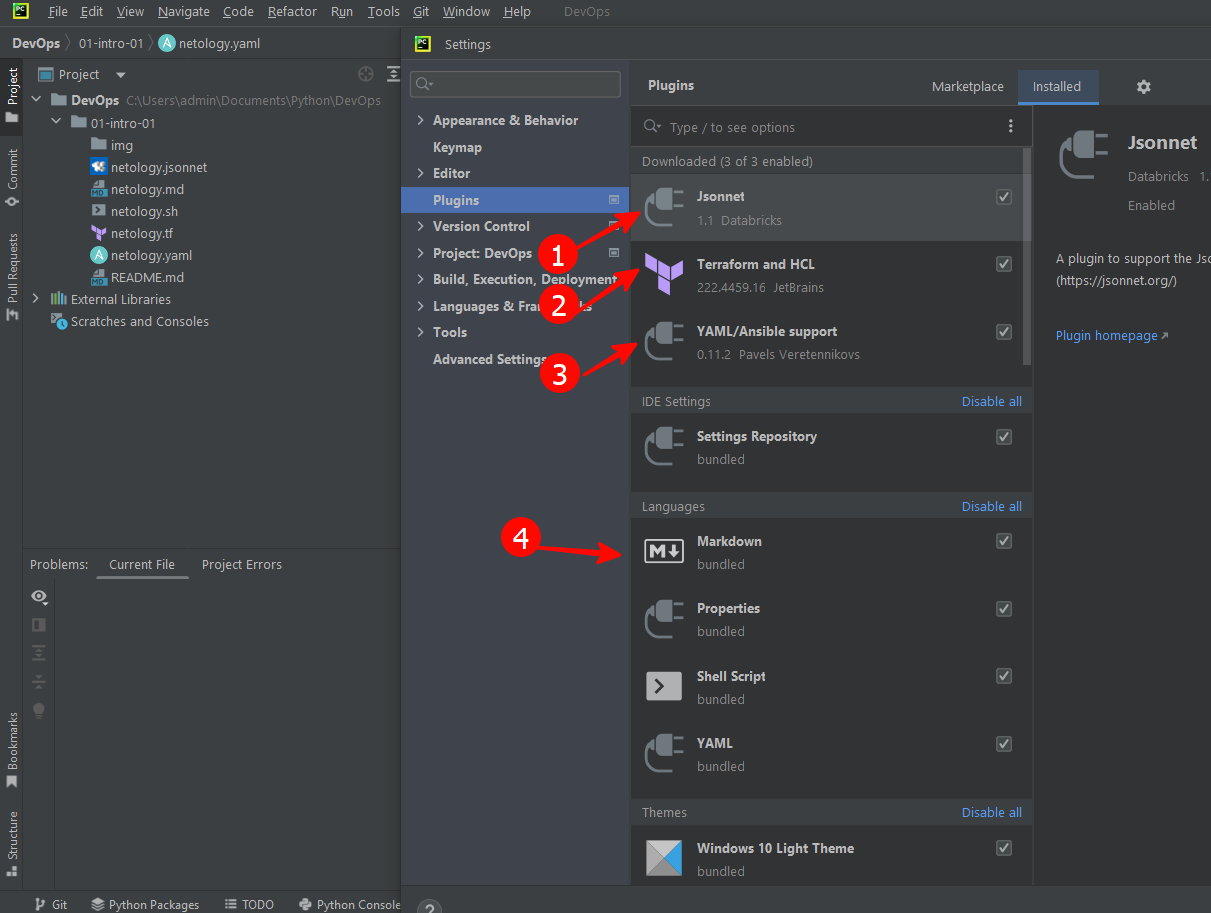 PC File Edit View Navigate Code Refactor Run Tools Git Window Help DevOps
DevOps 01-intro-01 A netology.yaml
Project
Project
DevOps C:\Users\admin\Documents\Python\DevOps
01-intro-01
img
netology.jsonnet
netology.md
netology.sh
netology.tf
netology.yaml
README.md
External Libraries
Scratches and Consoles
Commit
Pull Requests
Problems: Current File Project Errors
Bookmarks
Structure
Git Python Packages TODO Python Console
PC Settings
Appearance & Behavior
Keymap
Editor
Plugins
Version Control
Project: DevOps
Build, Execution, Deployment
Languages &
Tools
Advanced Settings
1
2
3
4
Plugins Marketplace Installed
Type / to see options
Downloaded (3 of 3 enabled)
Jsonnet
1.1 Databricks
Terraform and HCL
222.4459.16 JetBrains
YAML/Ansible support
0.11.2 Pavels Veretennikovs
IDE Settings Disable all
Settings Repository
bundled
Languages Disable all
Markdown
bundled
Properties
bundled
Shell Script
bundled
YAML
bundled
Themes Disable all
Windows 10 Light Theme
bundled
Jsonnet
Databricks 1.
Enabled
A plugin to support the Jso
(https://jsonnet.org/)
Plugin homepage
?